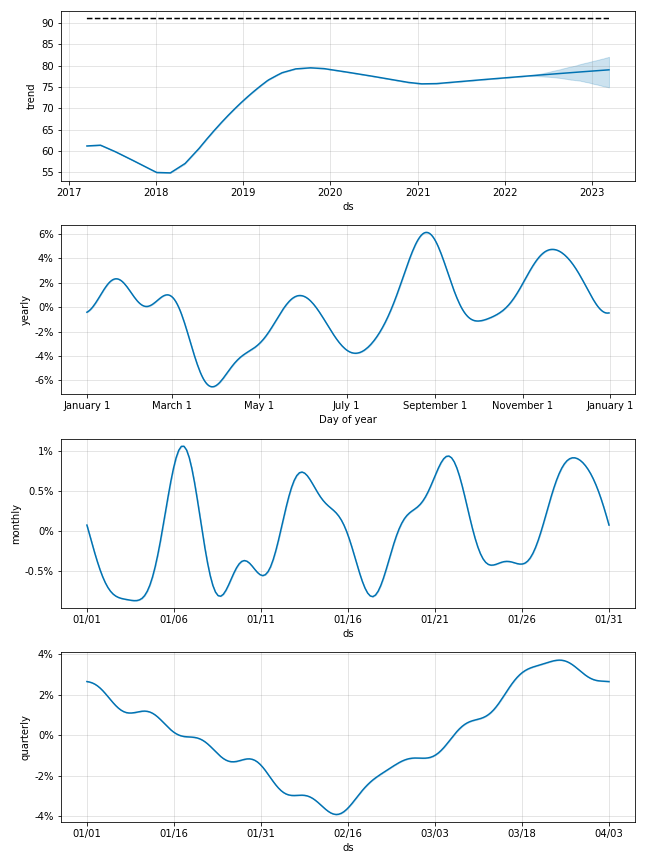 90
85
80
75
70
65
60
55
trend
2017 2018 2019 2020 2021 2022 2023
ds
6%
4%
2%
0%
-2%
-4%
-6%
yearly
January 1 March 1 May 1 July 1 September 1 November 1 January 1
Day of year
1%
0.5%
0%
-0.5%
monthly
01/01 01/06 01/11 01/16 01/21 01/26 01/31
ds
4%
2%
0%
-2%
-4%
quarterly
01/01 01/16 01/31 02/16 03/03 03/18 04/03
ds